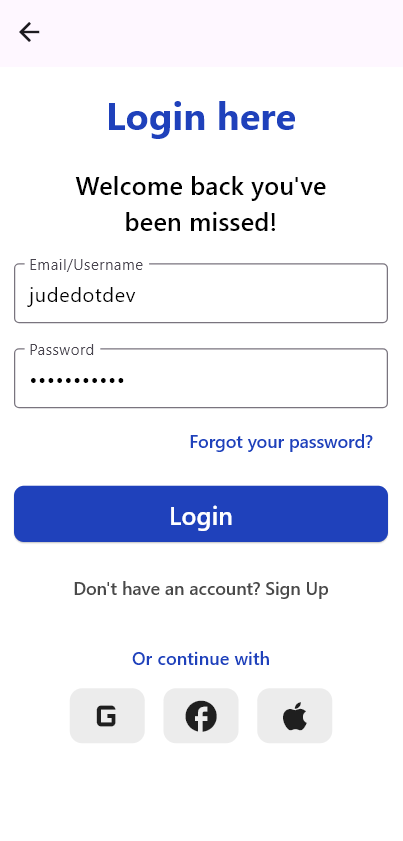 Login here
Welcome back you've
been missed!
Email/Username
judedotdev
Password
•••••••••••
Forgot your password?
Login
Don't have an account? Sign Up
Or continue with
G